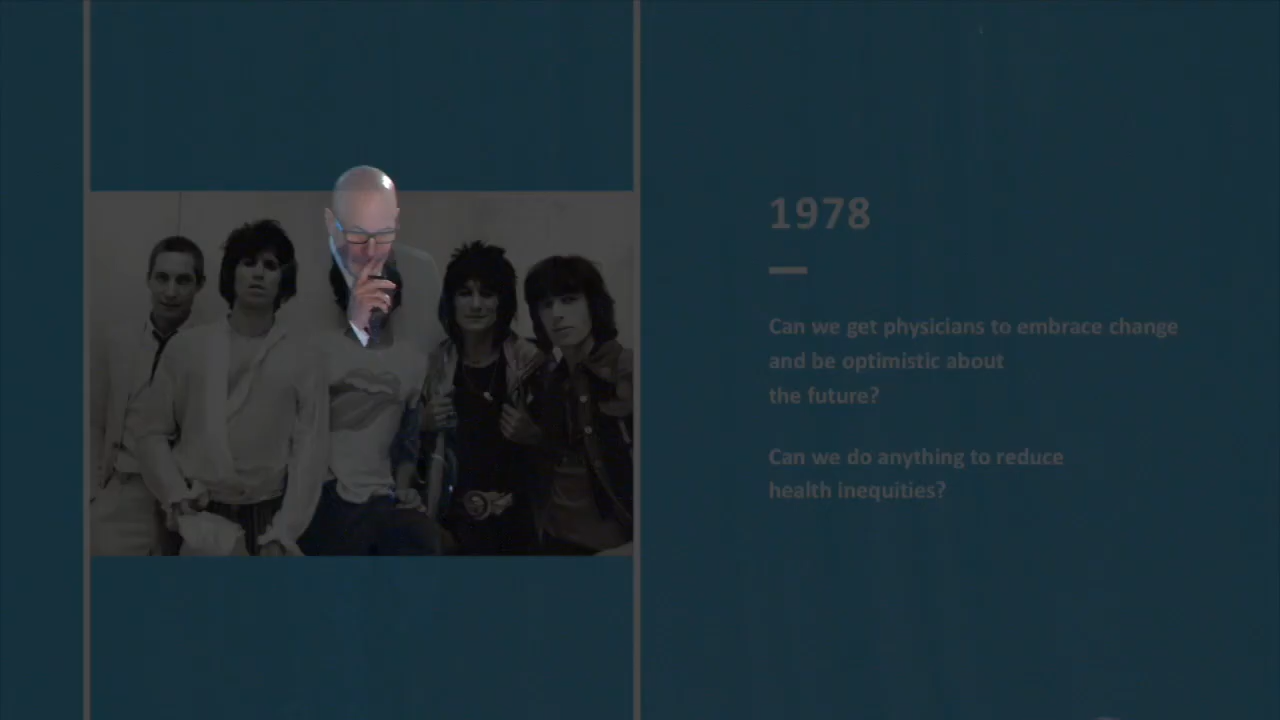 1978
Can we get physicians to embrace change
and be optimistic about
the future?
Can we do anything to reduce
health inequities?